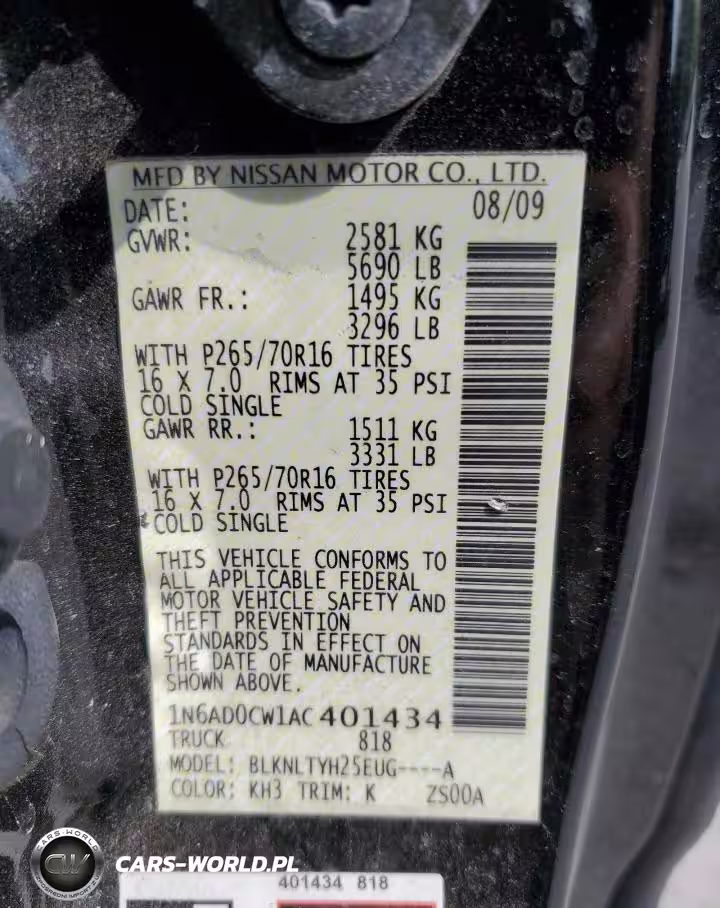 MFD BY NISSAN MOTOR CO., LTD.
DATE: 08/09
GVWR: 2581 KG
5690 LB
GAWR FR.: 1495 KG
3296 LB
WITH P265/70R16 TIRES
16 X 7.0 RIMS AT 35 PSI
COLD SINGLE
GAWR RR.: 1511 KG
3331 LB
WITH P265/70R16 TIRES
16 X 7.0 RIMS AT 35 PSI
COLD SINGLE
THIS VEHICLE CONFORMS TO
ALL APPLICABLE FEDERAL
MOTOR VEHICLE SAFETY AND
THEFT PREVENTION
STANDARDS IN EFFECT ON
THE DATE OF MANUFACTURE
SHOWN ABOVE.
1N6AD0CW1AC401434
TRUCK 818
MODEL: BLKNLTYH25EUG----A
COLOR: KH3 TRIM: K ZS00A
CARS-WORLD
CW
CARS-WORLD.PL
401434 818